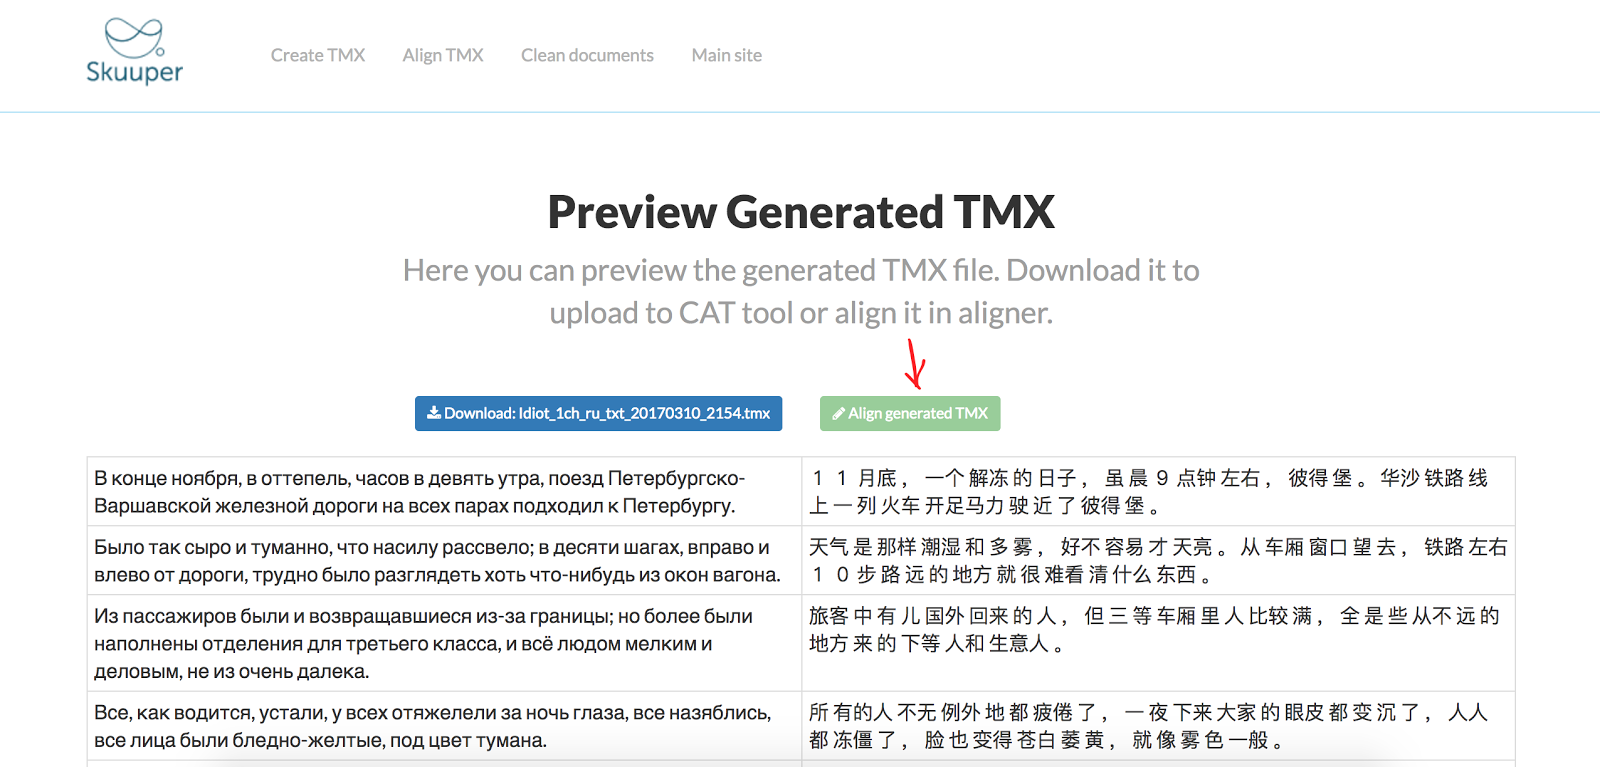 Skuuper
Create TMX
Align TMX
Clean documents
Main site
Preview Generated TMX
Here you can preview the generated TMX file. Download it to
upload to CAT tool or align it in aligner.
Download: Idiot_1ch_ru_txt_20170310_2154.tmx
Align generated TMX
В конце ноября, в оттепель, часов в девять утра, поезд Петербургско-
Варшавской железной дороги на всех парах подходил к Петербургу.
１１月底，一个解冻的日子，虽晨９点钟左右，彼得堡。华沙铁路线
上一列火车开足马力驶近了彼得堡。
Было так сыро и туманно, что насилу рассвело; в десяти шагах, вправо и
влево от дороги, трудно было разглядеть хоть что-нибудь из окон вагона.
天气是那样潮湿和多雾，好不容易才天亮。从车厢窗口望去，铁路左右
１０步路远的地方就很难看清什么东西。
Из пассажиров были и возвращавшиеся из-за границы; но более были
наполнены отделения для третьего класса, и всё людом мелким и
деловым, не из очень далека.
旅客中有儿国外回来的人，但三等车厢里人比较满，全是些从不远的
地方来的下等人和生意人。
Все, как водится, устали, у всех отяжелели за ночь глаза, все назяблись,
все лица были бледно-желтые, под цвет тумана.
所有的人不无例外地都疲倦了，一夜下来大家的眼皮都变沉了，人人
都冻僵了，脸也变得苍白萎黄，就像雾色一般。